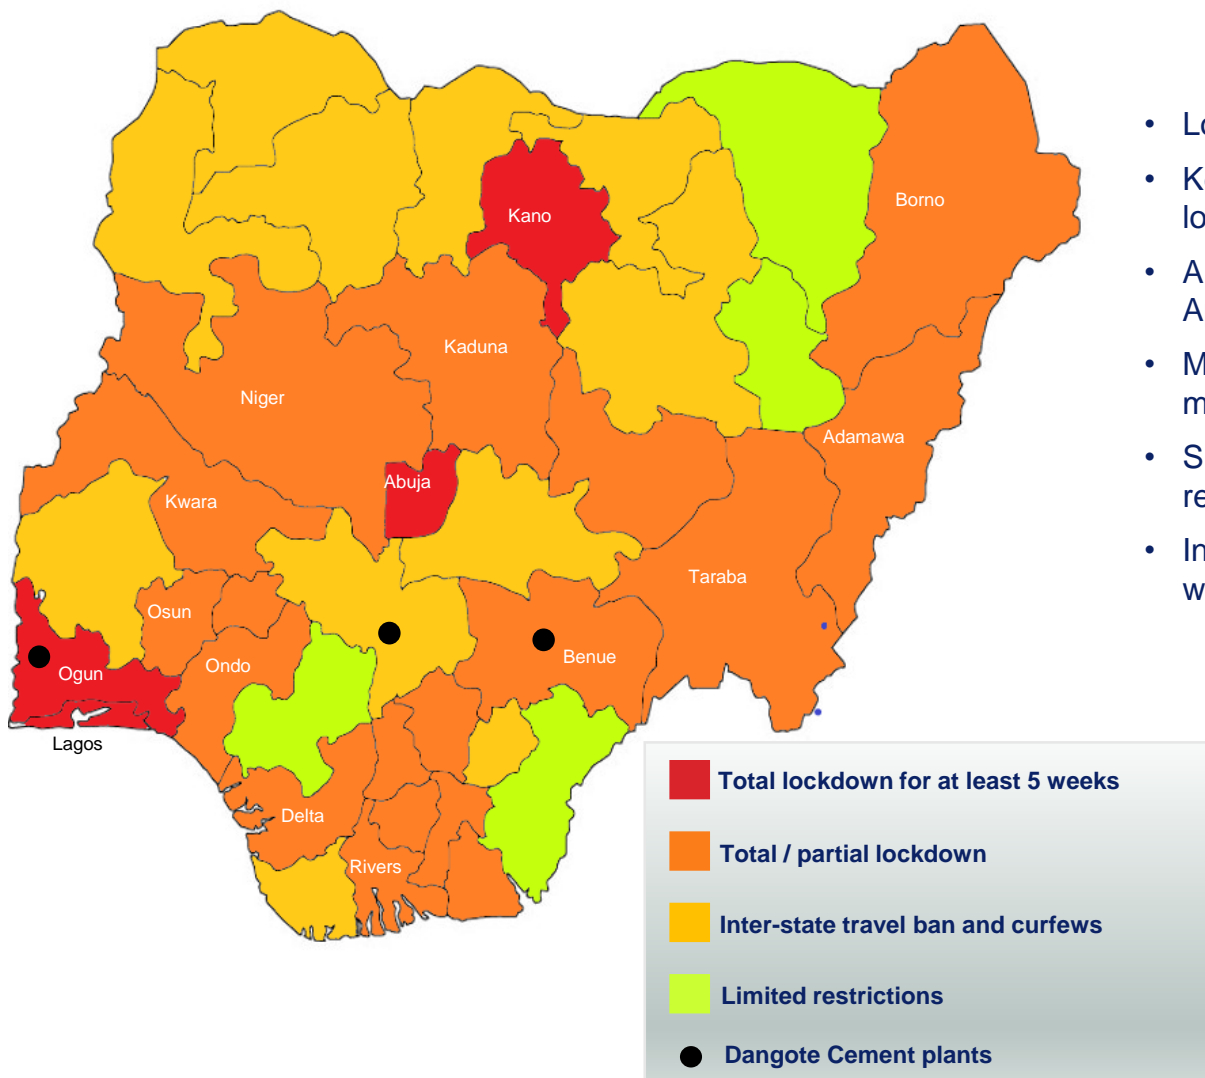 Borno
Kano
Kaduna
Niger
Adamawa
Abuja
Kwara
Taraba
Osun
Benue
Ondo
Ogun
Lagos
Delta
Rivers
Total lockdown for at least 5 weeks
Total / partial lockdown
Inter-state travel ban and curfews
Limited restrictions
Dangote Cement plants